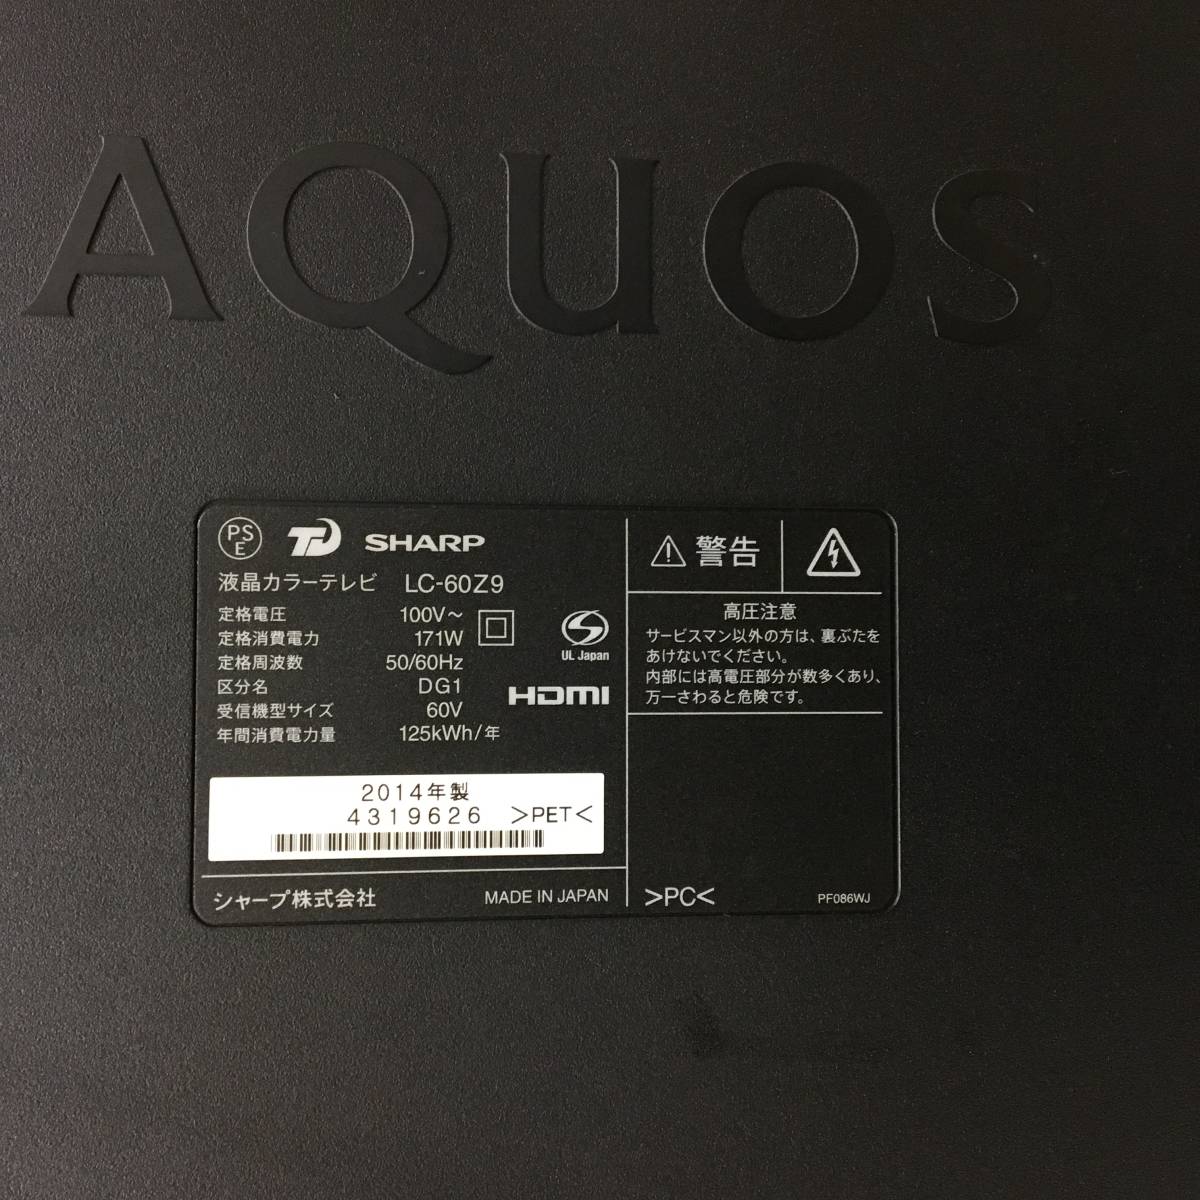 AQUOS
PS
E
SHARP
液晶カラーテレビ LC-60Z9
定格電圧 100V～
定格消費電力 171W
定格周波数 50/60Hz
区分名 DG1
受信機型サイズ 60V
年間消費電力量 125kWh/年
UL Japan
HDMI
2014年製
4319626 >PET<
シャープ株式会社 MADE IN JAPAN
警告
高圧注意
サービスマン以外の方は、裏ぶたを
あけないでください。
内部には高電圧部分が数多くあり、
万一さわると危険です。
>PC< PF086WJ